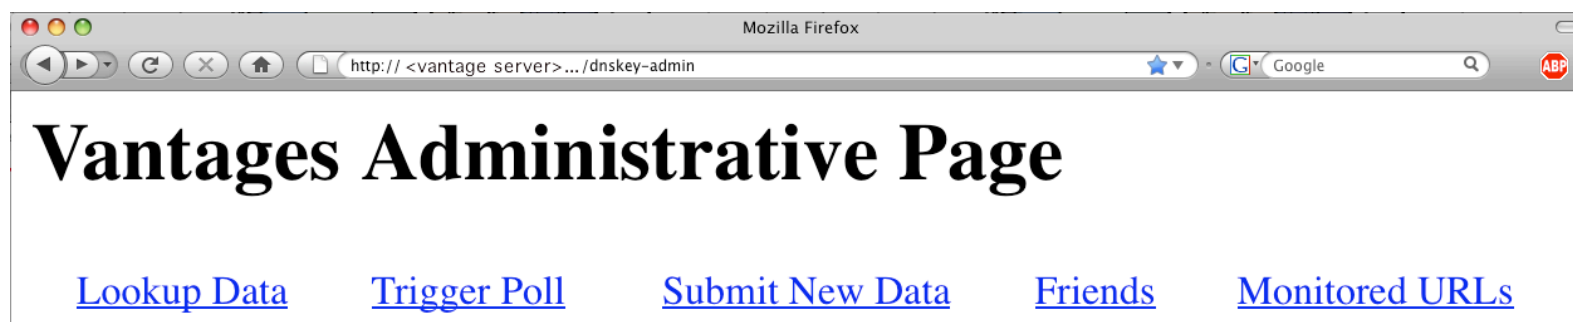 Mozilla Firefox
http:// <vantage server>.../dnskey-admin G Google ABP
Vantages Administrative Page
Lookup Data Trigger Poll Submit New Data Friends Monitored URLs